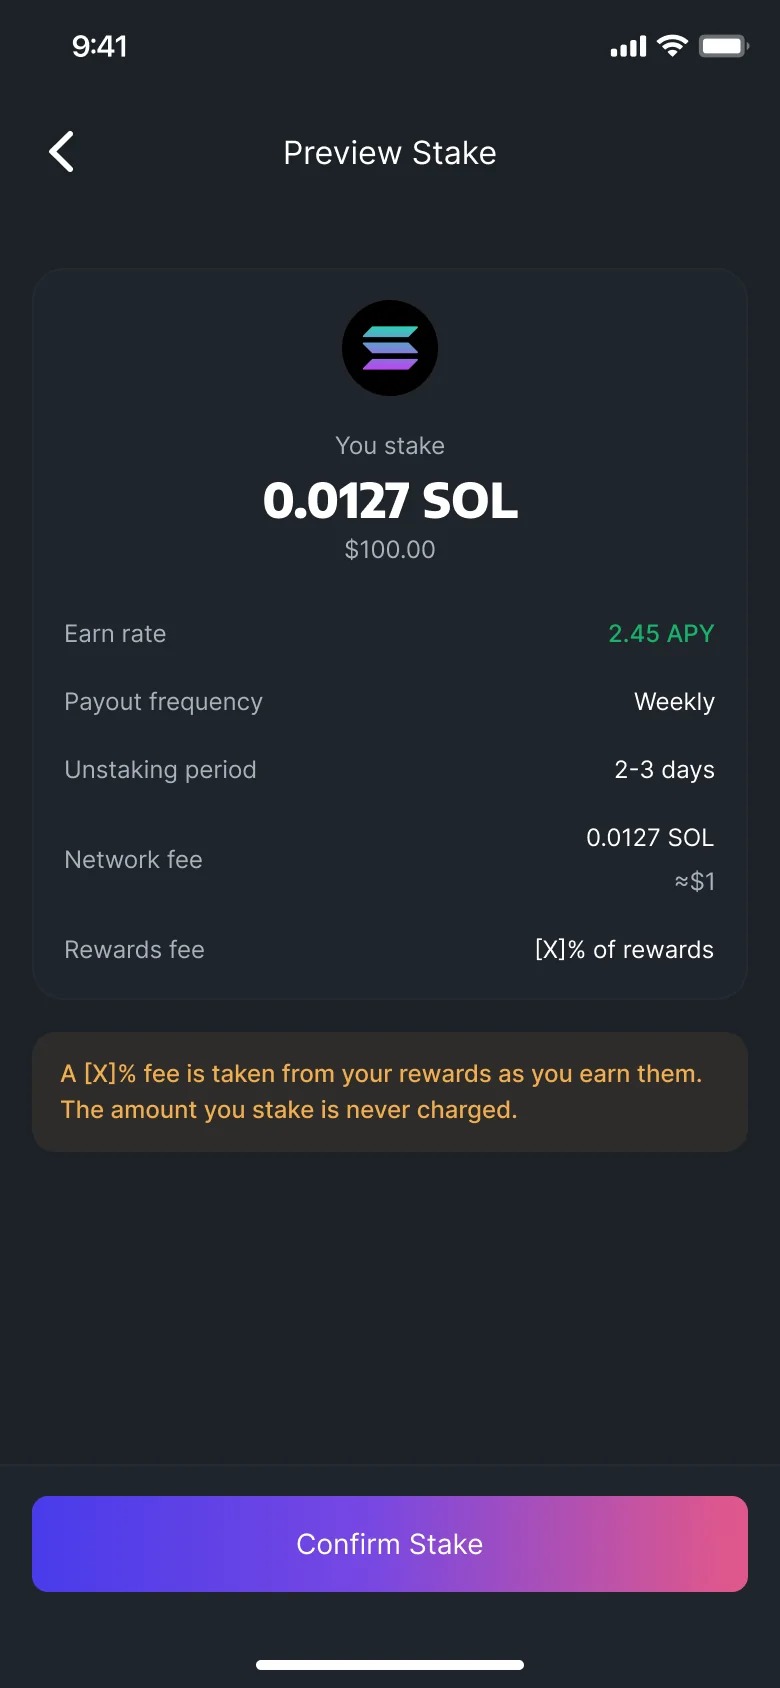 9:41
Preview Stake
You stake
0.0127 SOL
$100.00
Earn rate
2.45 APY
Payout frequency
Weekly
Unstaking period
2-3 days
Network fee
0.0127 SOL
≈$1
Rewards fee
[X]% of rewards
A [X]% fee is taken from your rewards as you earn them.
The amount you stake is never charged.
Confirm Stake